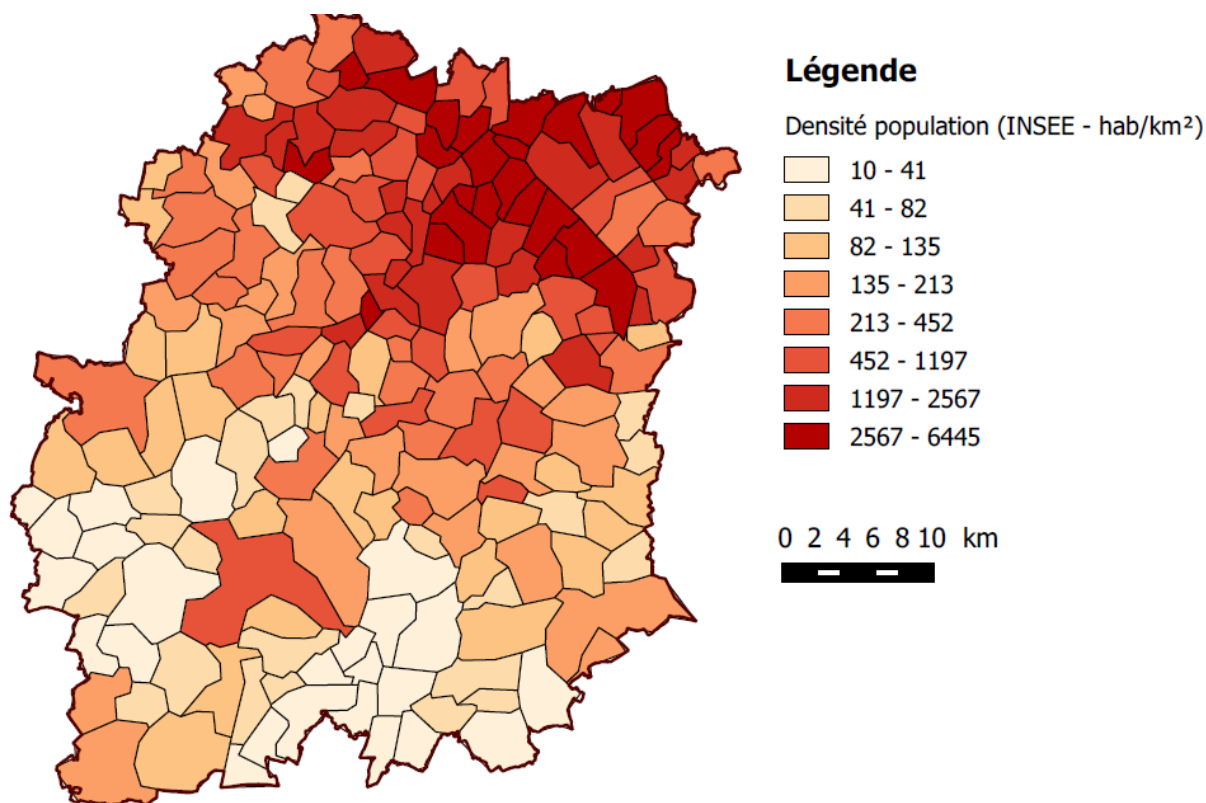 Légende
Densité population (INSEE - hab/km²)
10 - 41
41 - 82
82 - 135
135 - 213
213 - 452
452 - 1197
1197 - 2567
2567 - 6445
0 2 4 6 8 10 km